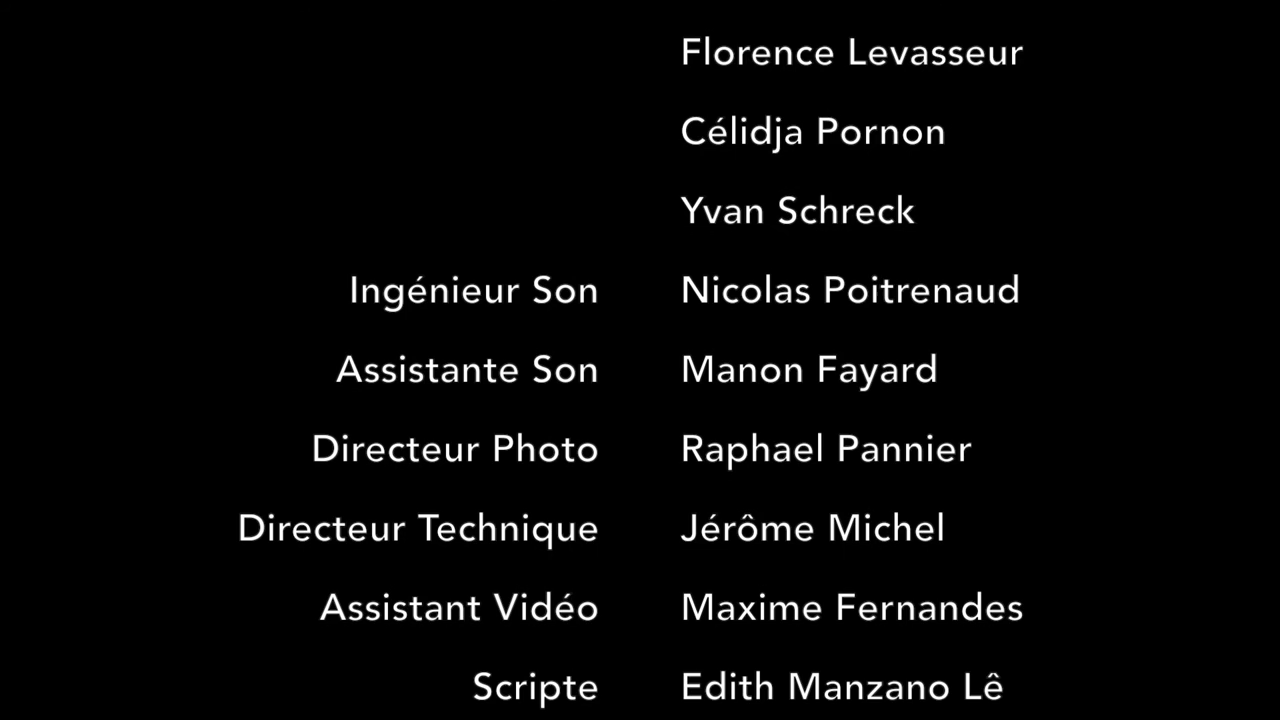 Florence Levasseur
Célidja Pornon
Yvan Schreck
Ingénieur Son Nicolas Poitrenaud
Assistante Son Manon Fayard
Directeur Photo Raphael Pannier
Directeur Technique Jérôme Michel
Assistant Vidéo Maxime Fernandes
Scripte Edith Manzano Lê